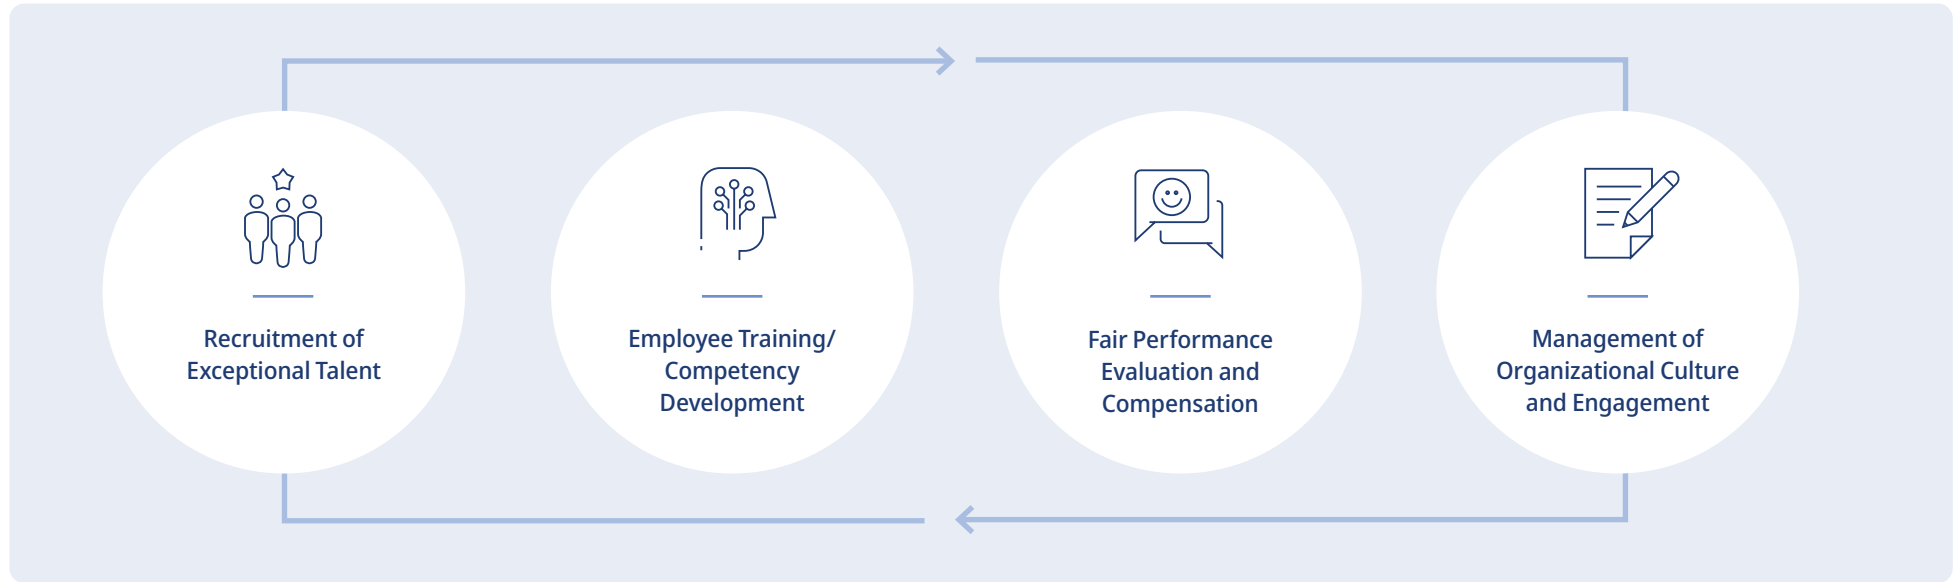 Recruitment of
Exceptional Talent
Employee Training/
Competency
Development
Fair Performance
Evaluation and
Compensation
Management of
Organizational Culture
and Engagement